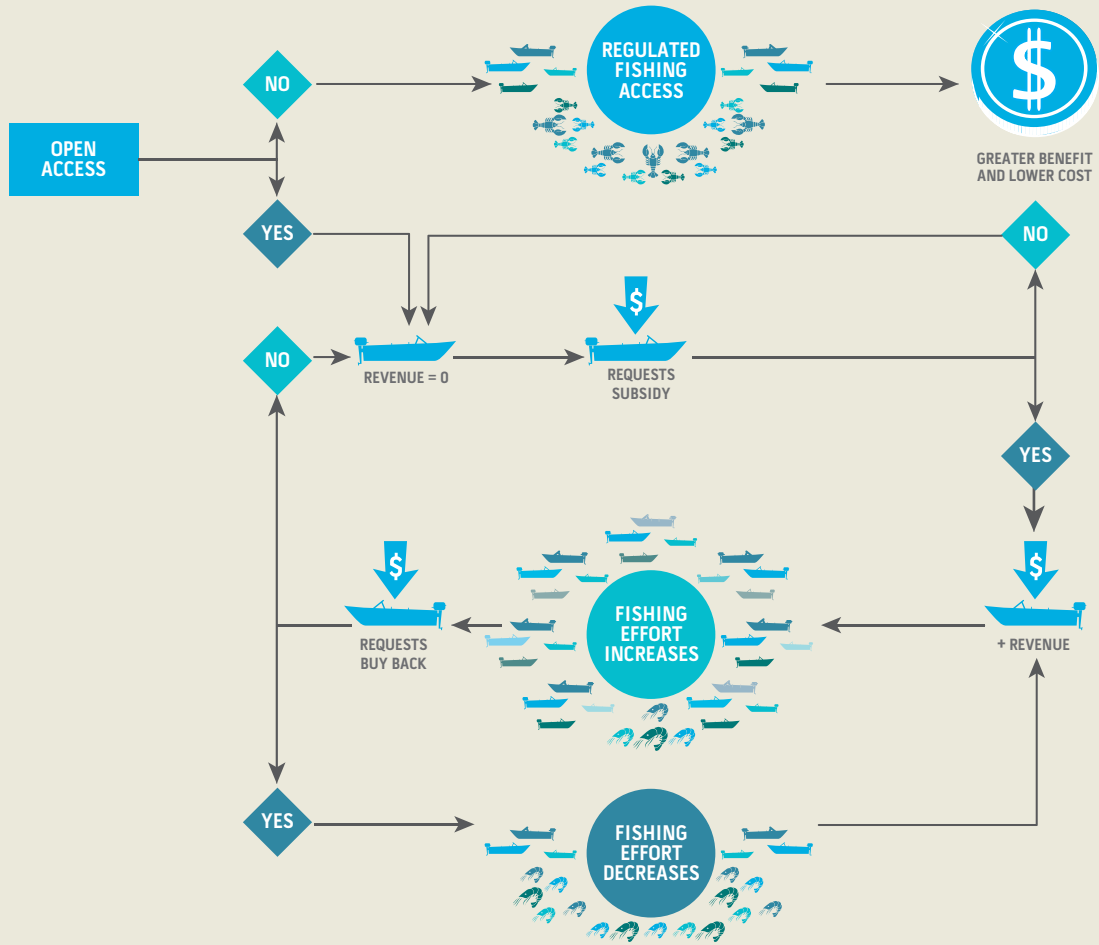 REGULATED
FISHING
ACCESS
$
NO
OPEN
ACCESS
GREATER BENEFIT
AND LOWER COST
YES
NO
$
NO
REVENUE = 0
REQUESTS
SUBSIDY
YES
$
$
FISHING
EFFORT
INCREASES
REQUESTS
BUY BACK
+ REVENUE
YES
FISHING
EFFORT
DECREASES